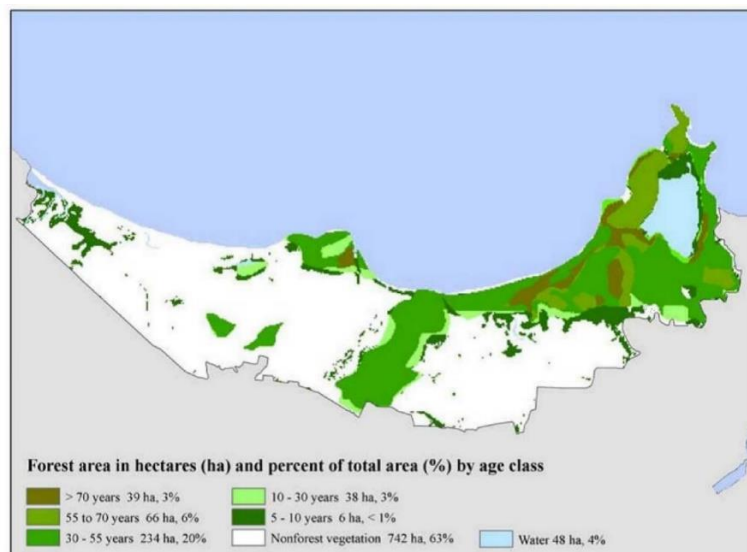 Forest area in hectares (ha) and percent of total area (%) by age class
> 70 years 39 ha, 3%
10 - 30 years 38 ha, 3%
55 to 70 years 66 ha, 6%
5 - 10 years 6 ha, < 1%
30 - 55 years 234 ha, 20%
Nonforest vegetation 742 ha, 63%
Water 48 ha, 4%